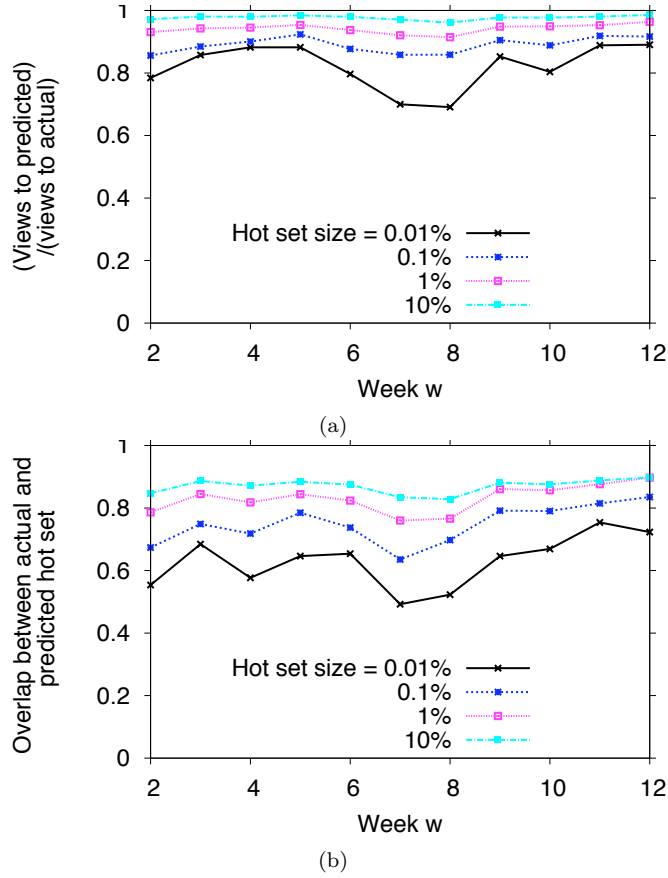 (Views to predicted)
/(views to actual)
1
0.8
0.6
0.4
0.2
0
Hot set size = 0.01%
0.1%
1%
10%
2 4 6 8 10 12
Week w
(a)
Overlap between actual and
predicted hot set
1
0.8
0.6
0.4
0.2
0
Hot set size = 0.01%
0.1%
1%
10%
2 4 6 8 10 12
Week w
(b)